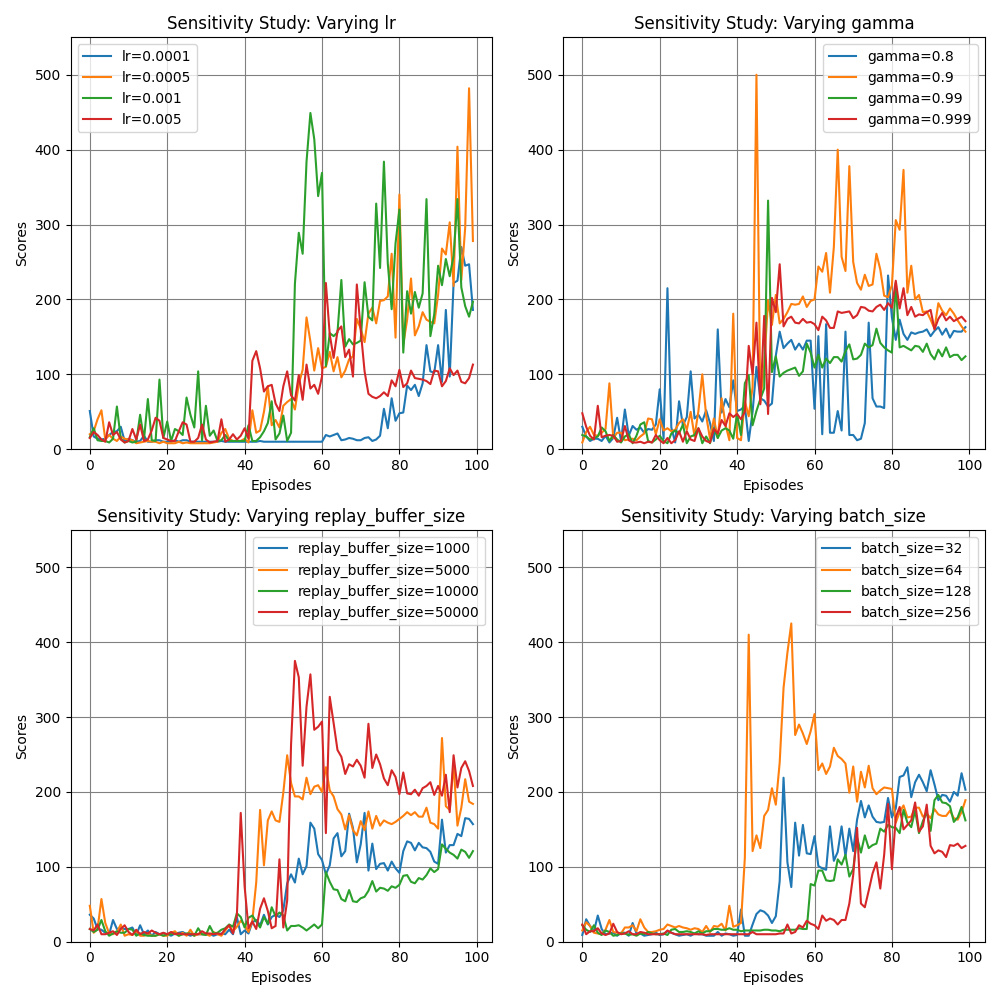 Sensitivity Study: Varying lr
500
400
300
200
100
0
Scores
lr=0.0001
lr=0.0005
lr=0.001
lr=0.005
0 20 40 60 80 100
Episodes
Sensitivity Study: Varying gamma
500
400
300
200
100
0
Scores
gamma=0.8
gamma=0.9
gamma=0.99
gamma=0.999
0 20 40 60 80 100
Episodes
Sensitivity Study: Varying replay_buffer_size
500
400
300
200
100
0
Scores
replay_buffer_size=1000
replay_buffer_size=5000
replay_buffer_size=10000
replay_buffer_size=50000
0 20 40 60 80 100
Episodes
Sensitivity Study: Varying batch_size
500
400
300
200
100
0
Scores
batch_size=32
batch_size=64
batch_size=128
batch_size=256
0 20 40 60 80 100
Episodes